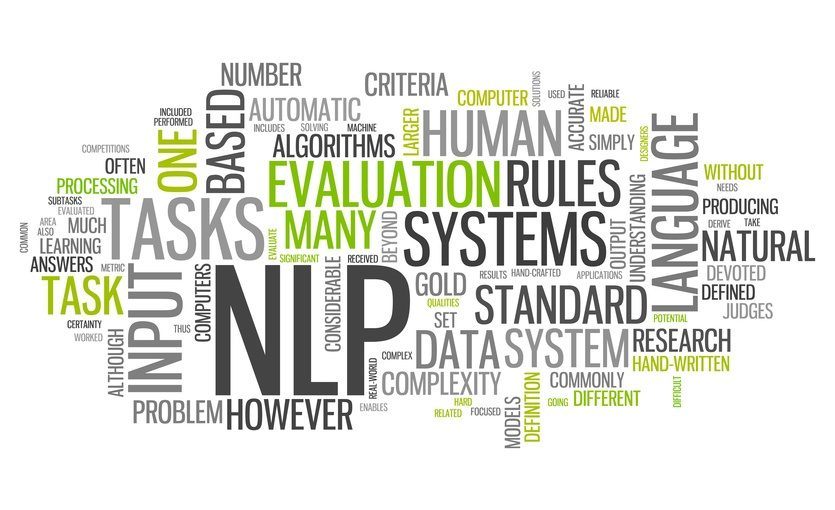 NUMBER
CRITERIA
SOLUTIONS
COMPUTER
USED
RELIABLE
INCLUDED
PERFORMED
ONE
BASED
AUTOMATIC
INCLUDES
SOLVING
MACHINE
LARGER
HUMAN
ACCURATE
MADE
SIMPLY
DESIGNERS
LANGUAGE
COMPETITIONS
OFTEN
ALGORITHMS
PROCESSING
EVALUATION
RULES
WITHOUT
NEEDS
SUBTASKS
EVALUATED
TASKS
MANY
BEYOND
SYSTEMS
OUTPUT
UNDERSTANDING
PRODUCING
DERIVE
TAKE
AREA
ALSO
MUCH
COMMON
LEARNING
EVALUATE
NATURAL
ANSWERS
METRIC
SIGNIFICANT
RECEIVED
RESULTS
HAND-CRAFTED
APPLICATIONS
DEVOTED
TASK
INPUT
COMPUTERS
NLP
CONSIDERABLE
GOLD
QUALITIES
STANDARD
DEFINED
JUDGES
CERTAINTY
WORKED
THUS
SET
POTENTIAL
ALTHOUGH
REAL-WORLD
COMPLEX
DATA
SYSTEM
RESEARCH
HAND-WRITTEN
COMPLEXITY
DEFINITION
COMMONLY
DIFFICULT
PROBLEM
HOWEVER
ENABLES
HARD
RELATED
FOCUSED
MODELS
GOING
DIFFERENT